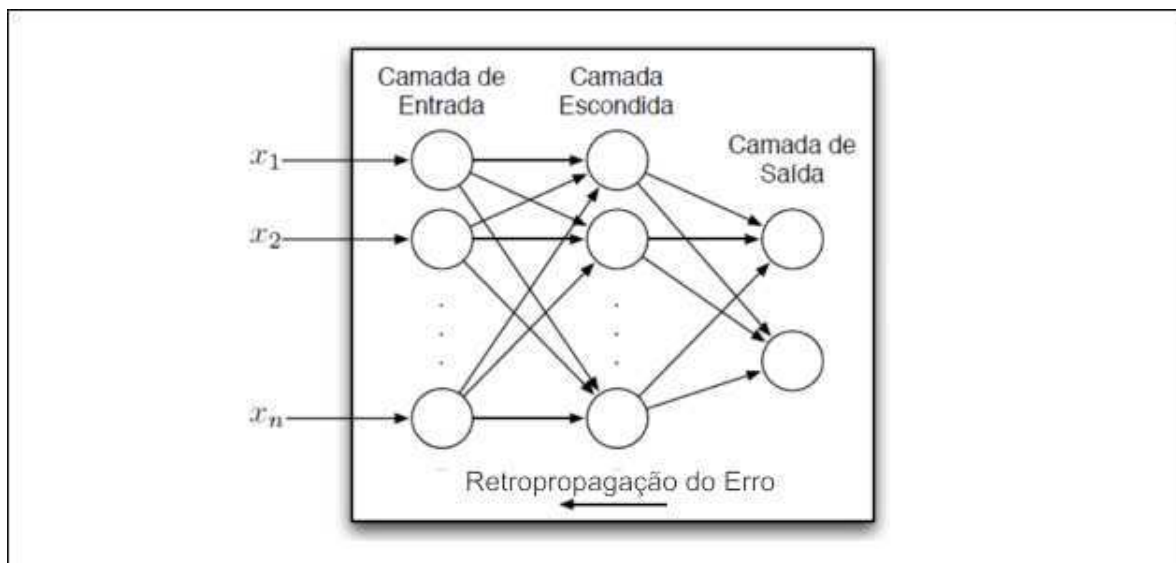 Camada de
Entrada
Camada
Escondida
Camada de
Saída
x1
x2
xn
Retropropagação do Erro